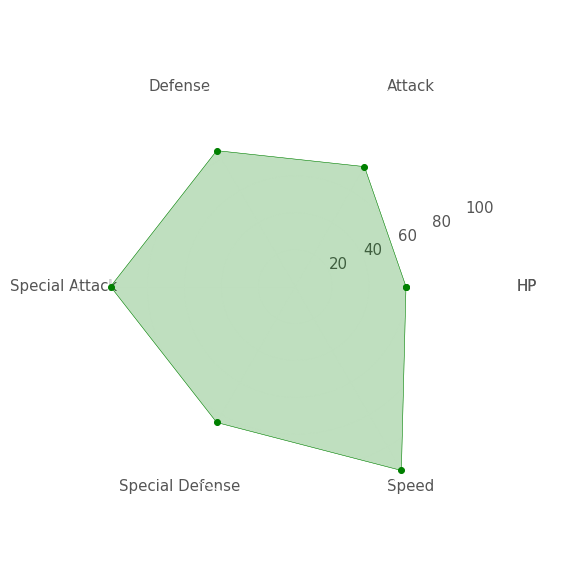 Defense
Attack
100
80
60
40
20
Special Attack
HP
Special Defense
Speed